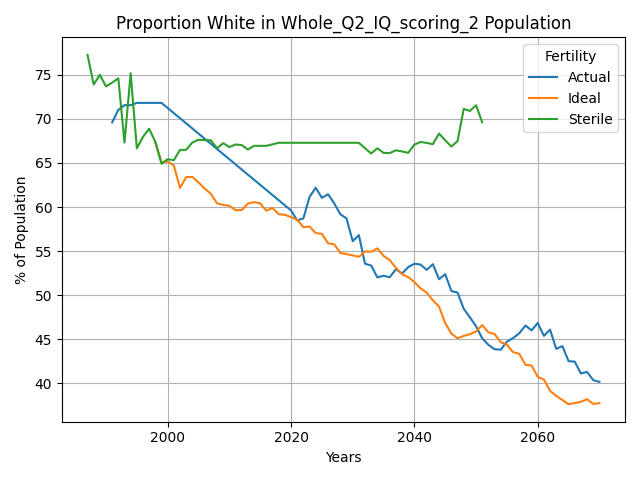 Proportion White in Whole_Q2_IQ_scoring_2 Population
Fertility
Actual
Ideal
Sterile
% of Population
75
70
65
60
55
50
45
40
2000
2020
2040
2060
Years